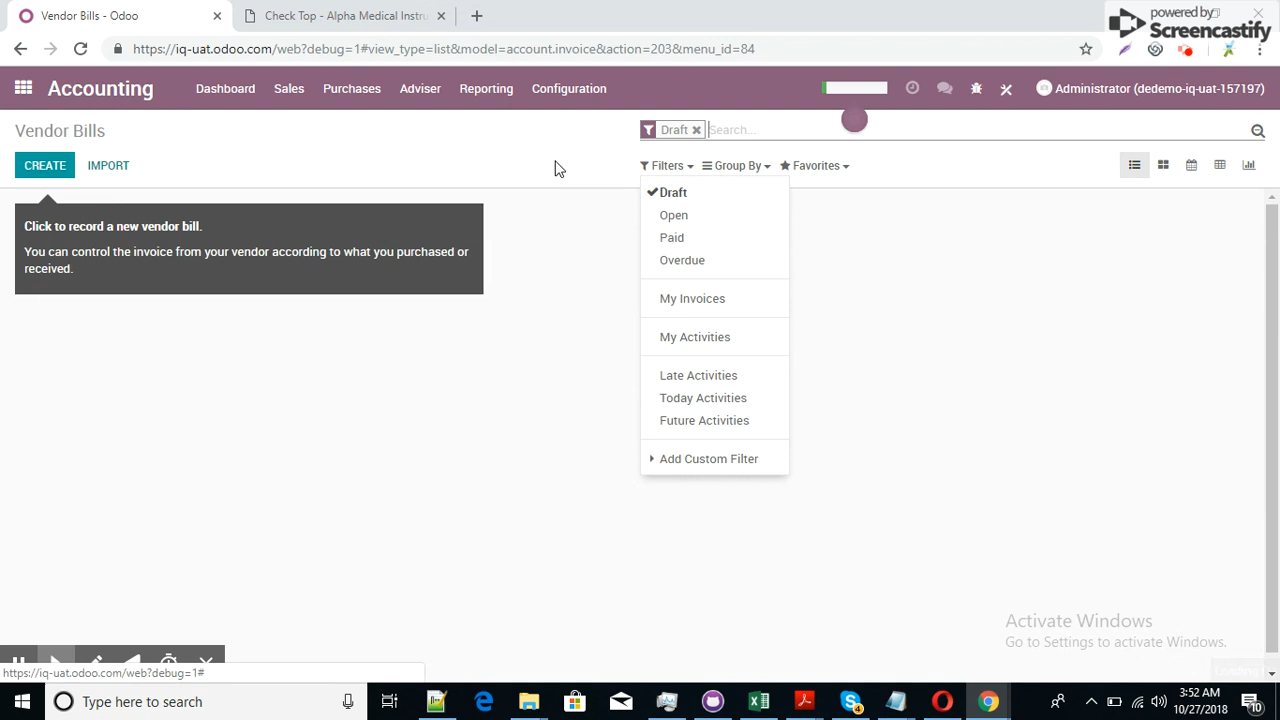 Vendor Bills - Odoo
Check Top - Alpha Medical Instru
powered by
Screencastify
https://iq-uat.odoo.com/web?debug=1#view_type=list&model=account.invoice&action=203&menu_id=84
Accounting
Dashboard
Sales
Purchases
Adviser
Reporting
Configuration
Administrator (dedemo-iq-uat-157197)
Vendor Bills
Draft
Search...
CREATE
IMPORT
Filters
Group By
Favorites
Click to record a new vendor bill.
You can control the invoice from your vendor according to what you purchased or
received.
Draft
Open
Paid
Overdue
My Invoices
My Activities
Late Activities
Today Activities
Future Activities
Add Custom Filter
Activate Windows
Go to Settings to activate Windows.
https://iq-uat.odoo.com/web?debug=1#
Type here to search
4
3:52 AM
10/27/2018
10